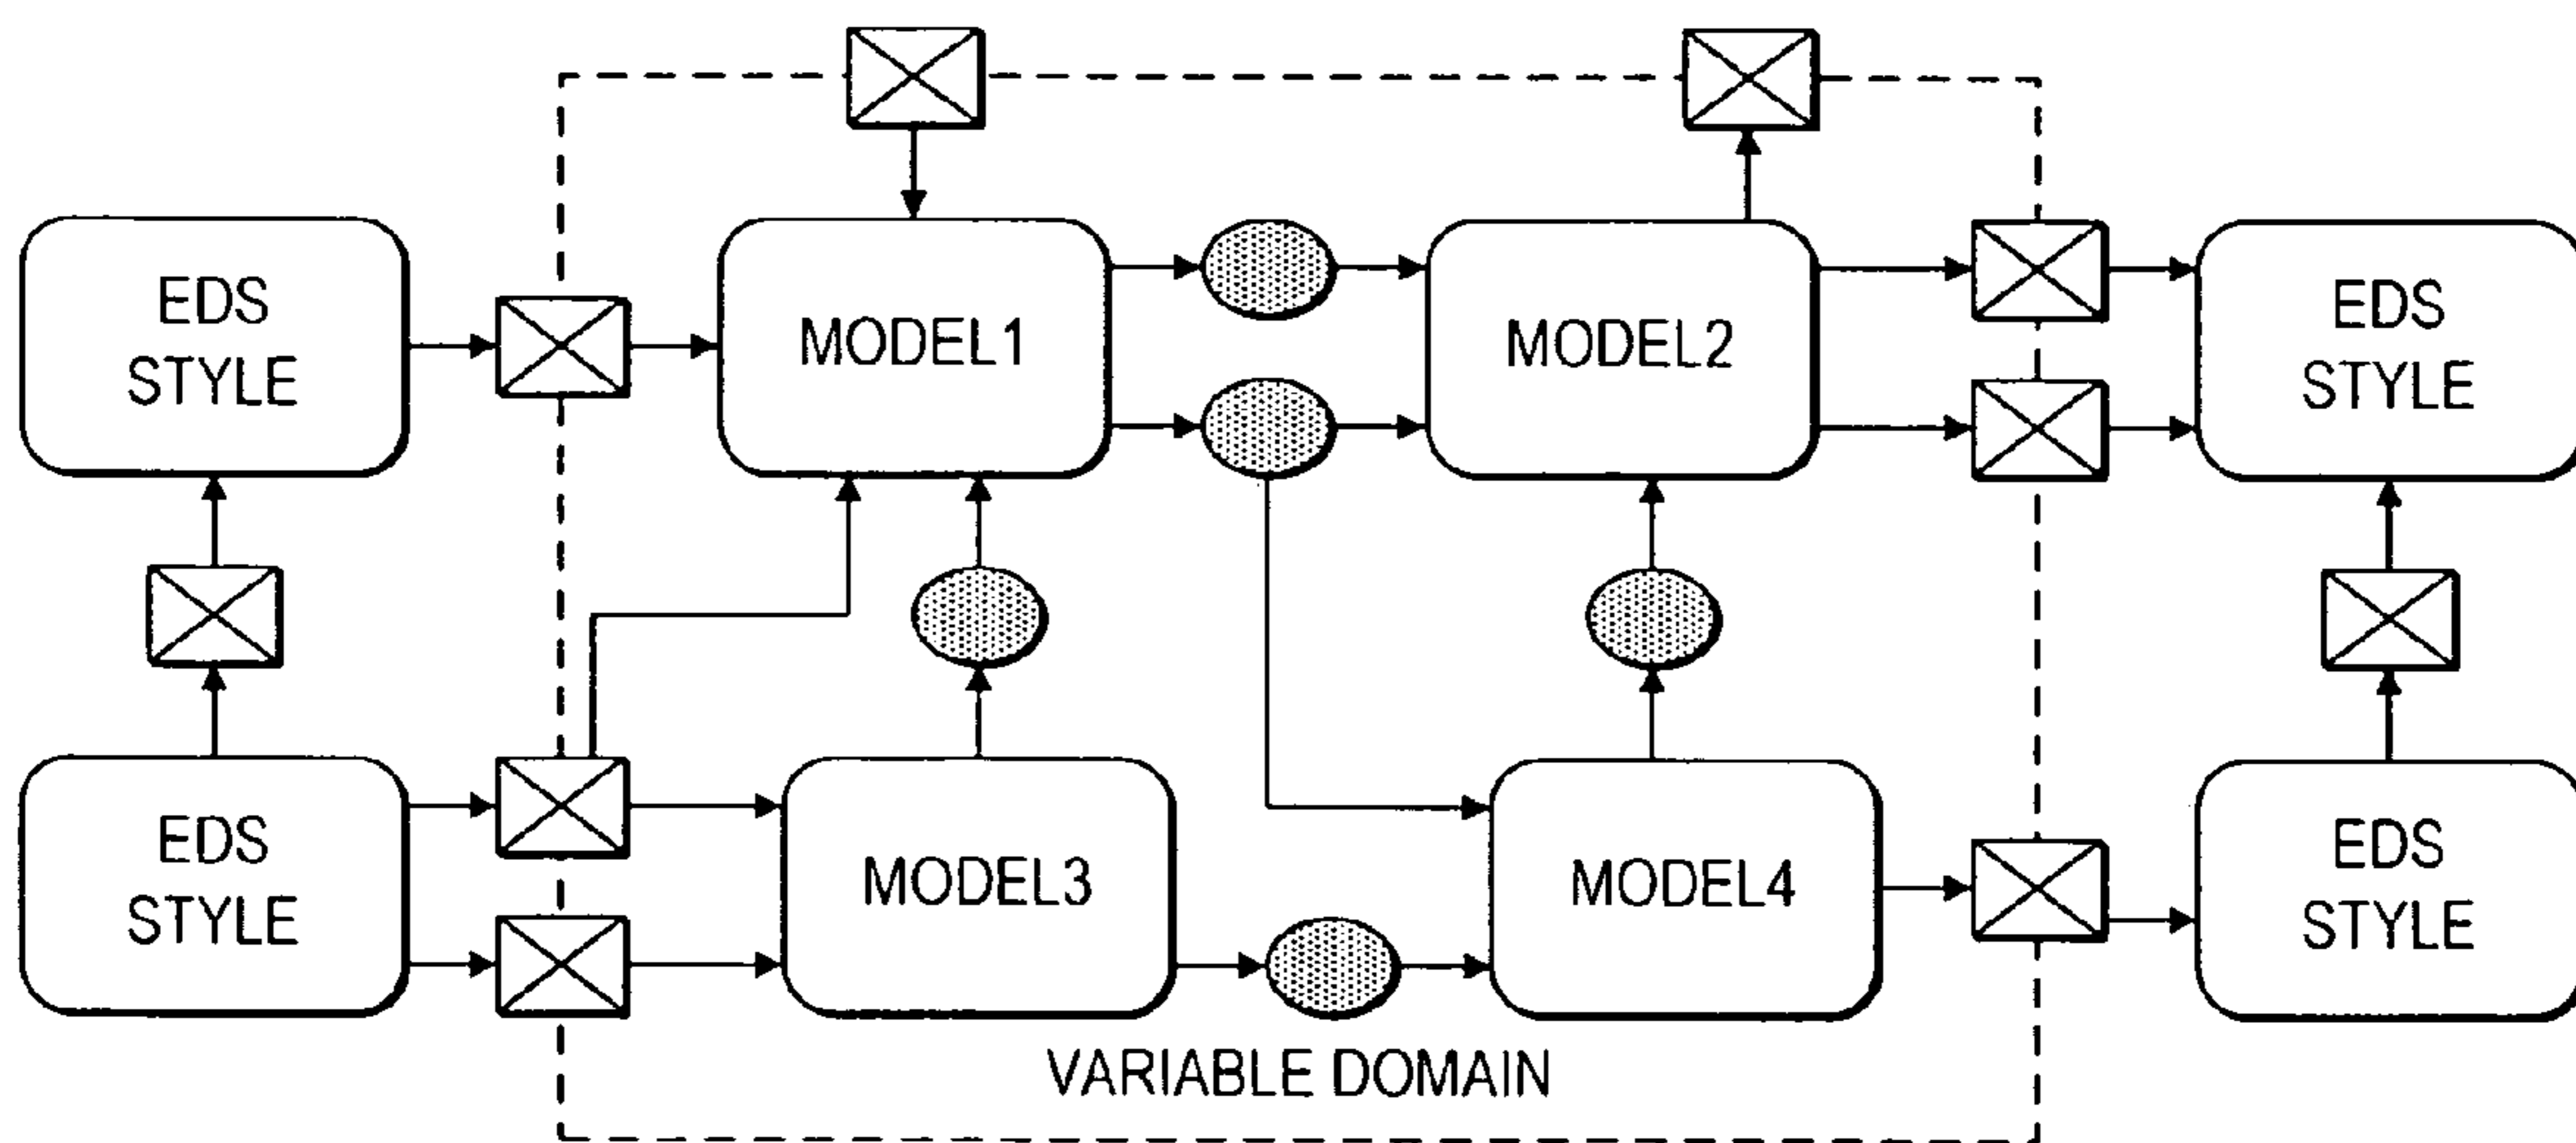 EDS
STYLE
MODEL1
MODEL2
EDS
STYLE
EDS
STYLE
MODEL3
MODEL4
EDS
STYLE
VARIABLE DOMAIN